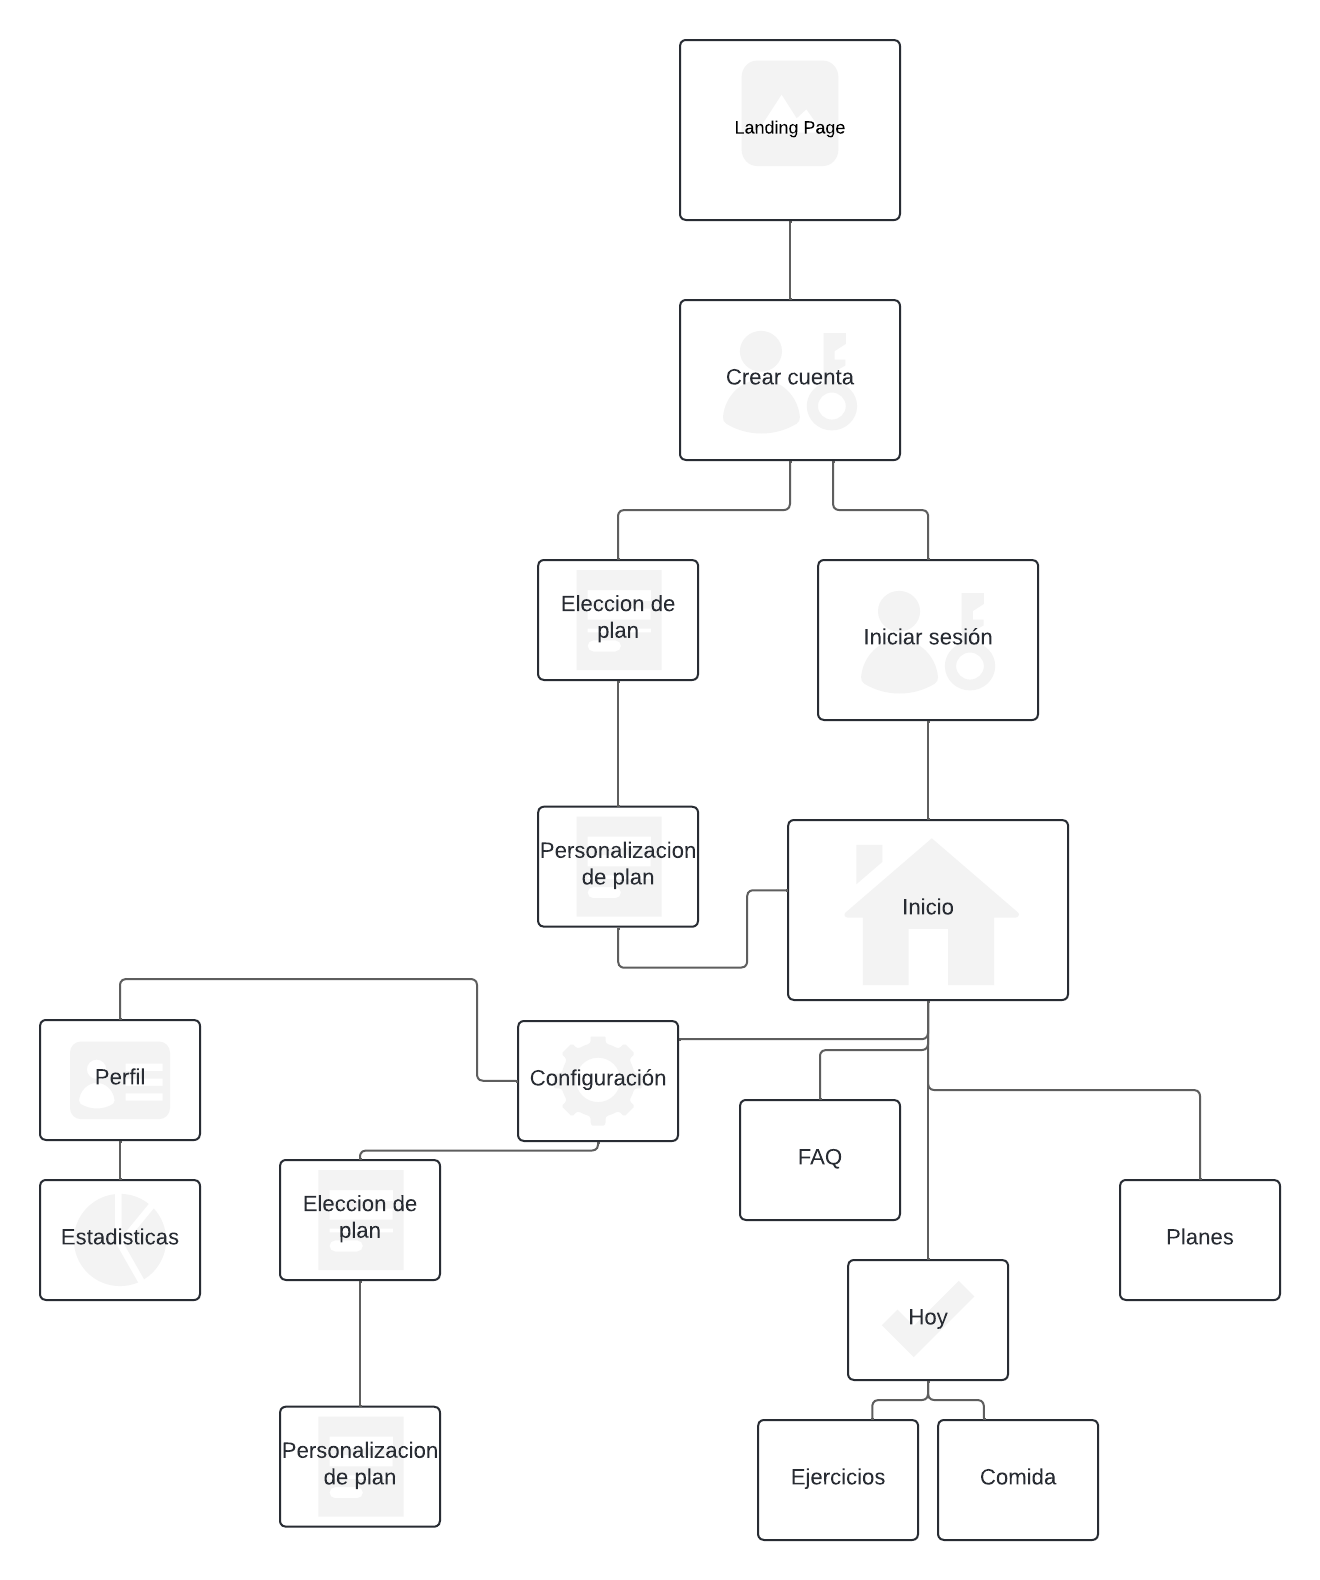 Landing Page
Crear cuenta
Eleccion de
plan
Iniciar sesión
Personalizacion
de plan
Inicio
Perfil
Configuración
FAQ
Eleccion de
plan
Estadisticas
Planes
Hoy
Personalizacion
de plan
Ejercicios
Comida